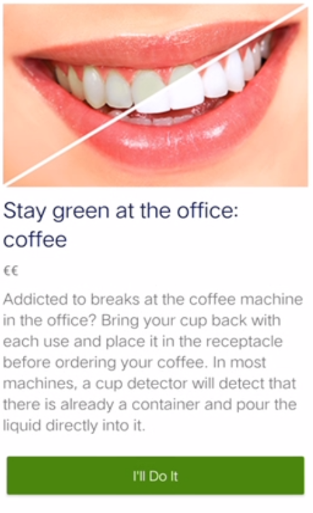 Stay green at the office:
coffee
€€
Addicted to breaks at the coffee machine
in the office? Bring your cup back with
each use and place it in the receptacle
before ordering your coffee. In most
machines, a cup detector will detect that
there is already a container and pour the
liquid directly into it.
I'll Do It